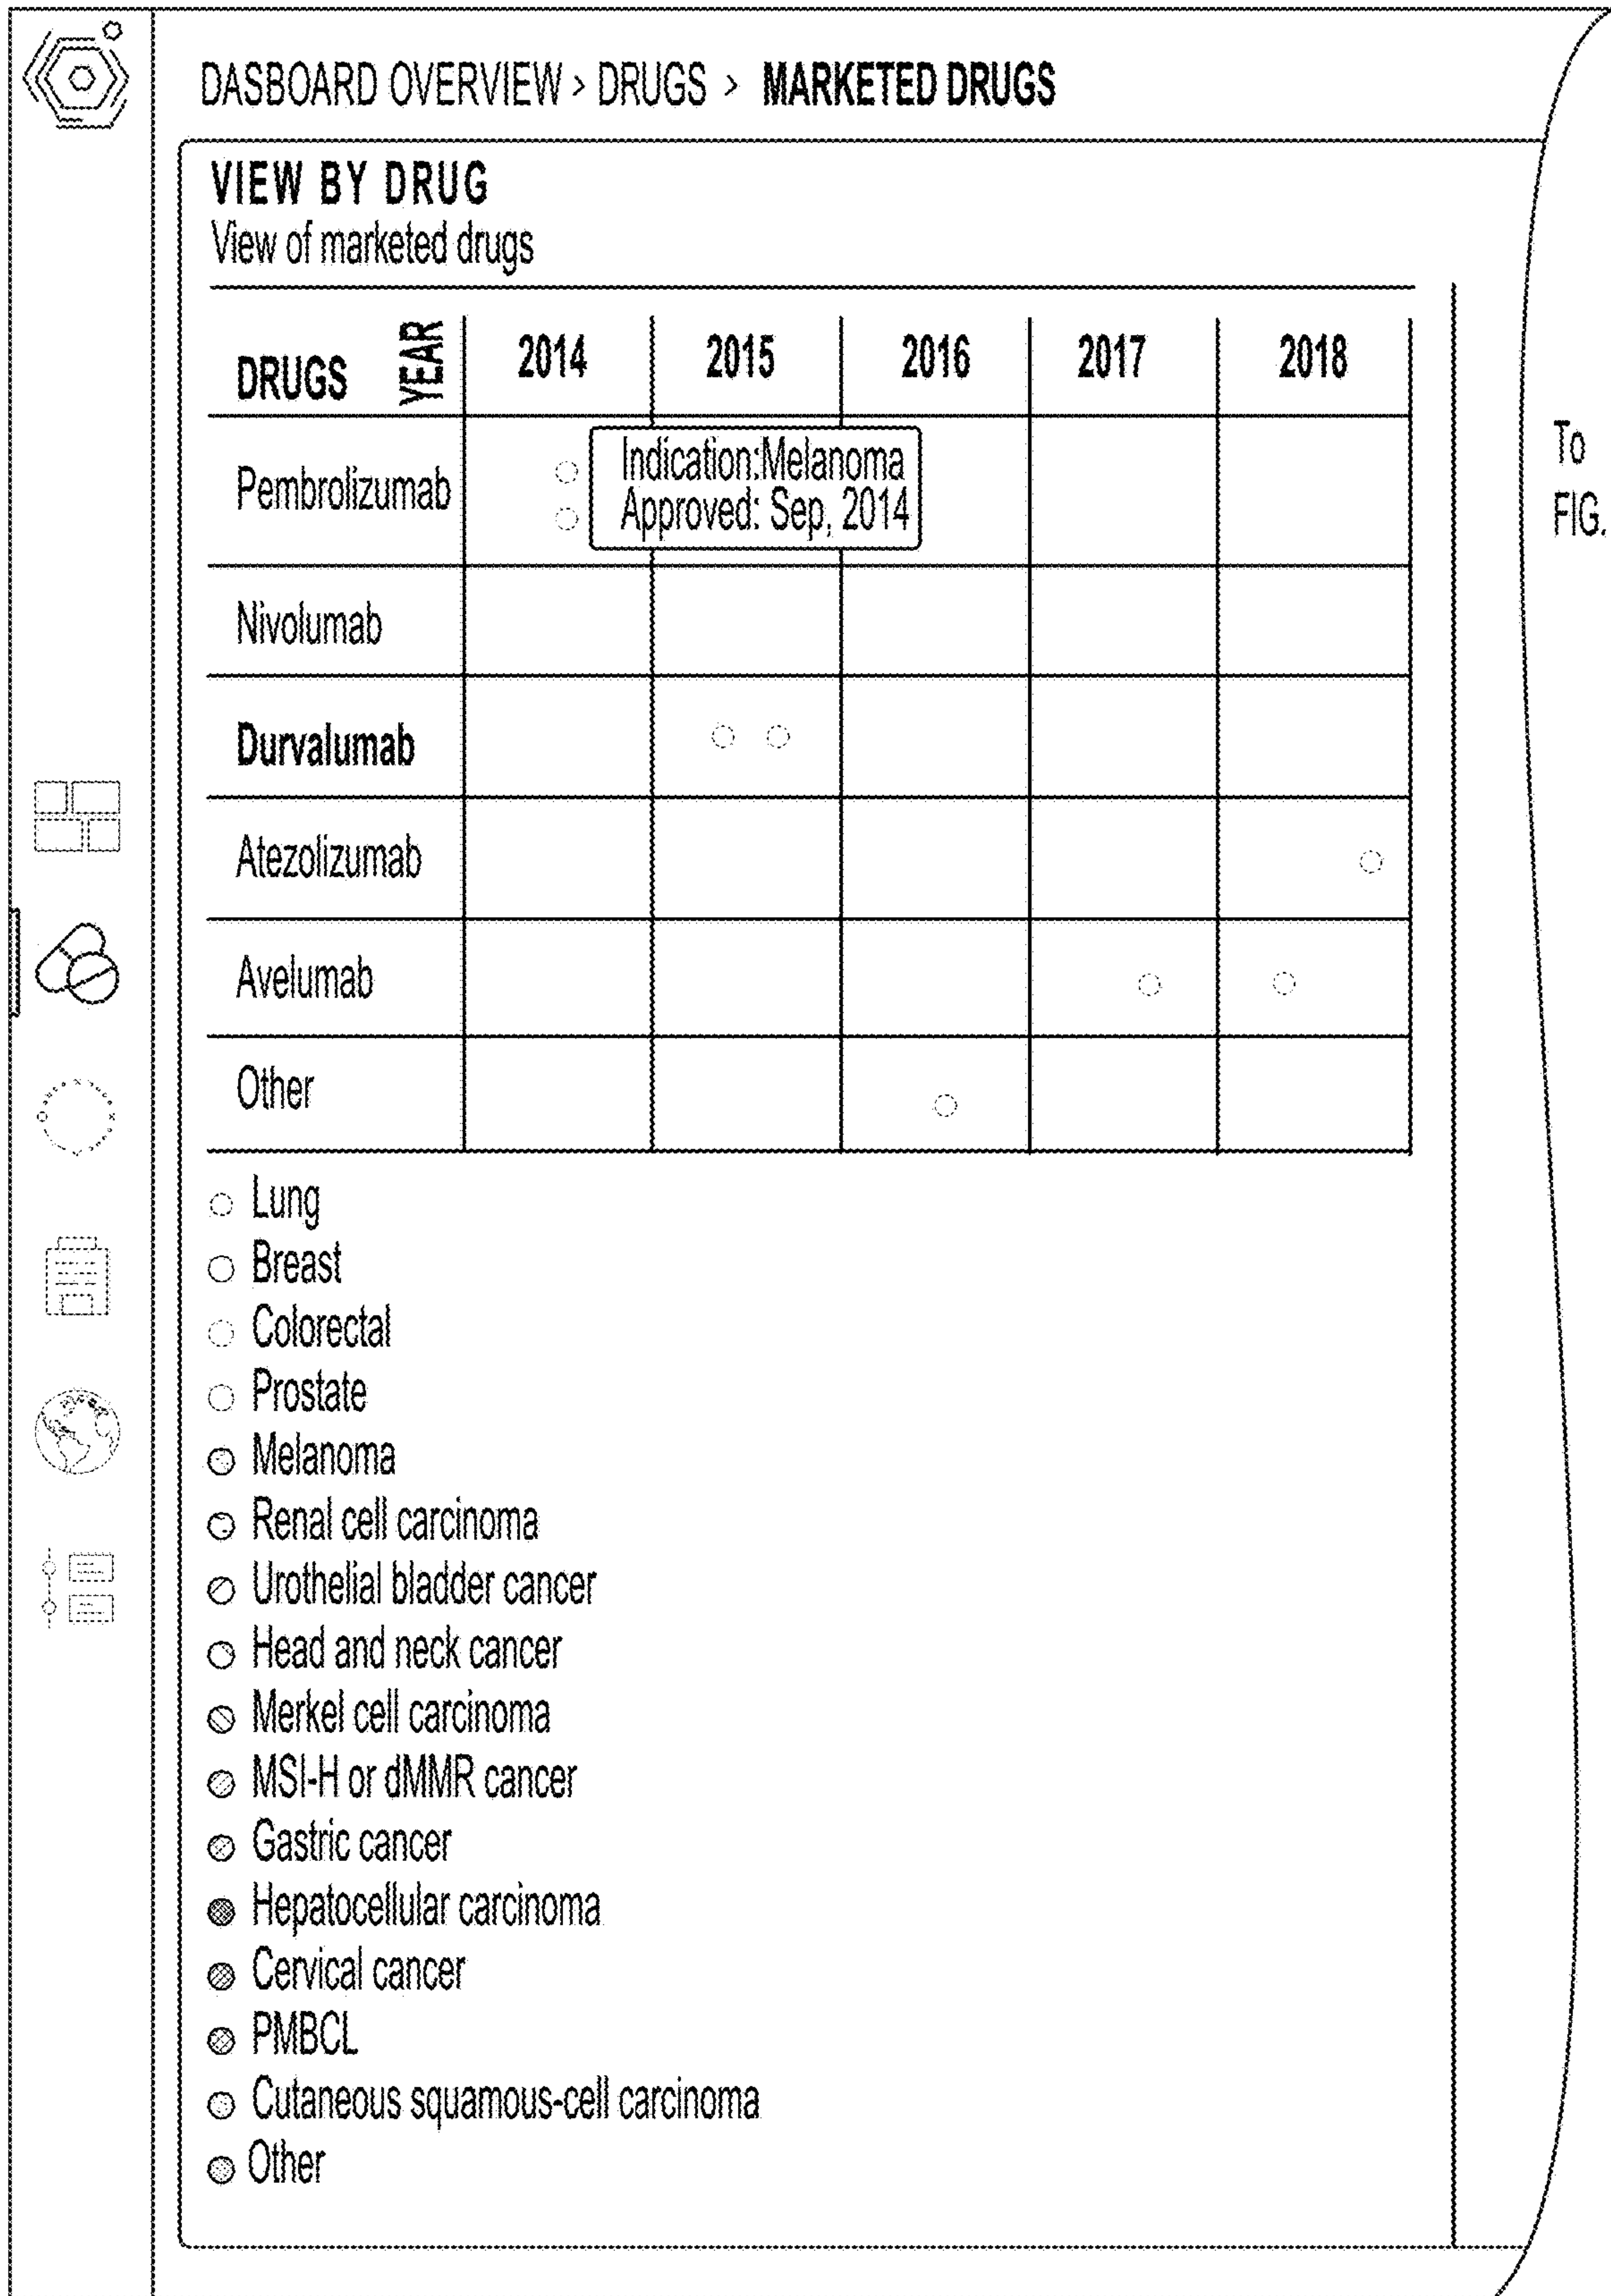 DASBOARD OVERVIEW > DRUGS > MARKETED DRUGS
VIEW BY DRUG
View of marketed drugs
DRUGS YEAR 2014 2015 2016 2017 2018
Pembrolizumab
Indication:Melanoma
Approved: Sep, 2014
Nivolumab
Durvalumab
Atezolizumab
Avelumab
Other
Lung
Breast
Colorectal
Prostate
Melanoma
Renal cell carcinoma
Urothelial bladder cancer
Head and neck cancer
Merkel cell carcinoma
MSI-H or dMMR cancer
Gastric cancer
Hepatocellular carcinoma
Cervical cancer
PMBCL
Cutaneous squamous-cell carcinoma
Other
To
FIG.